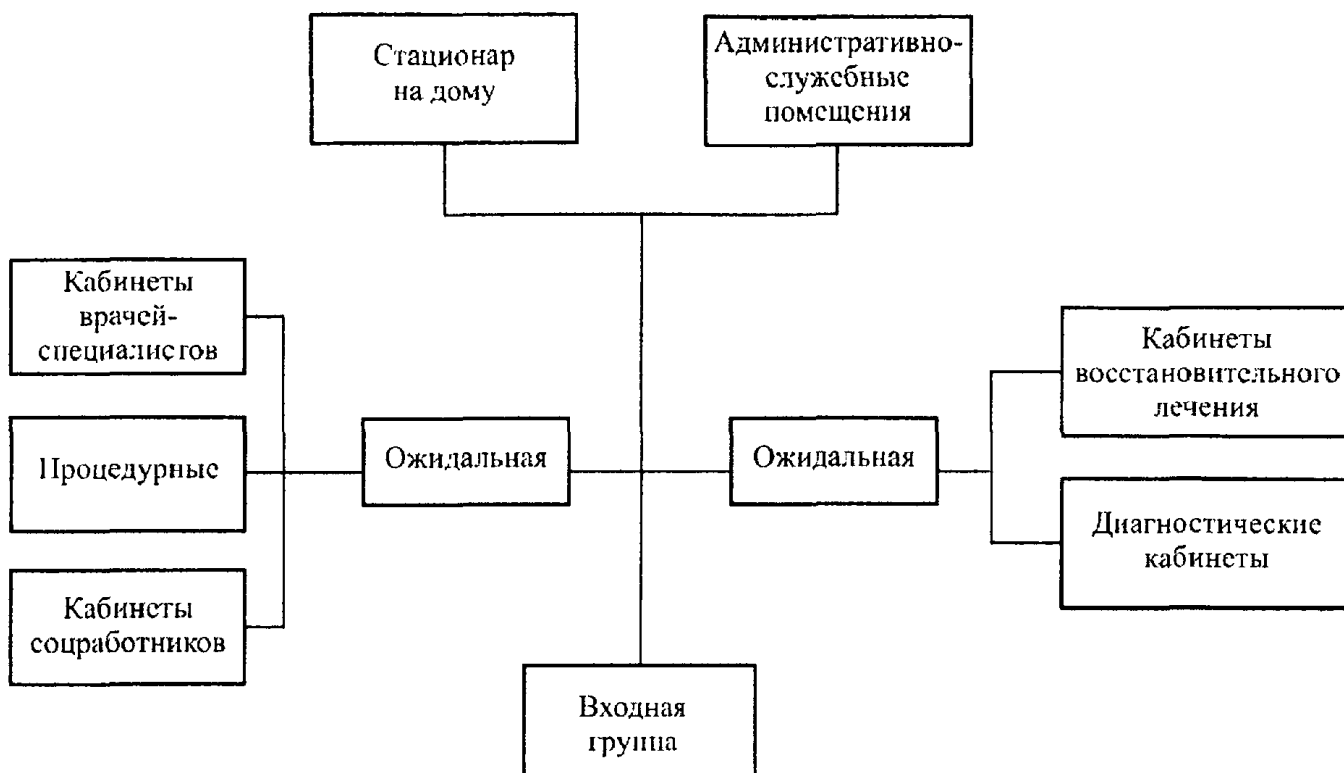 Стационар
на дому
Административно-
служебные
помещения
Кабинеты
врачей-
специалистов
Процедурные
Кабинеты
соцработников
Ожидальная
Ожидальная
Кабинеты
восстановительного
лечения
Диагностические
кабинеты
Входная
группа